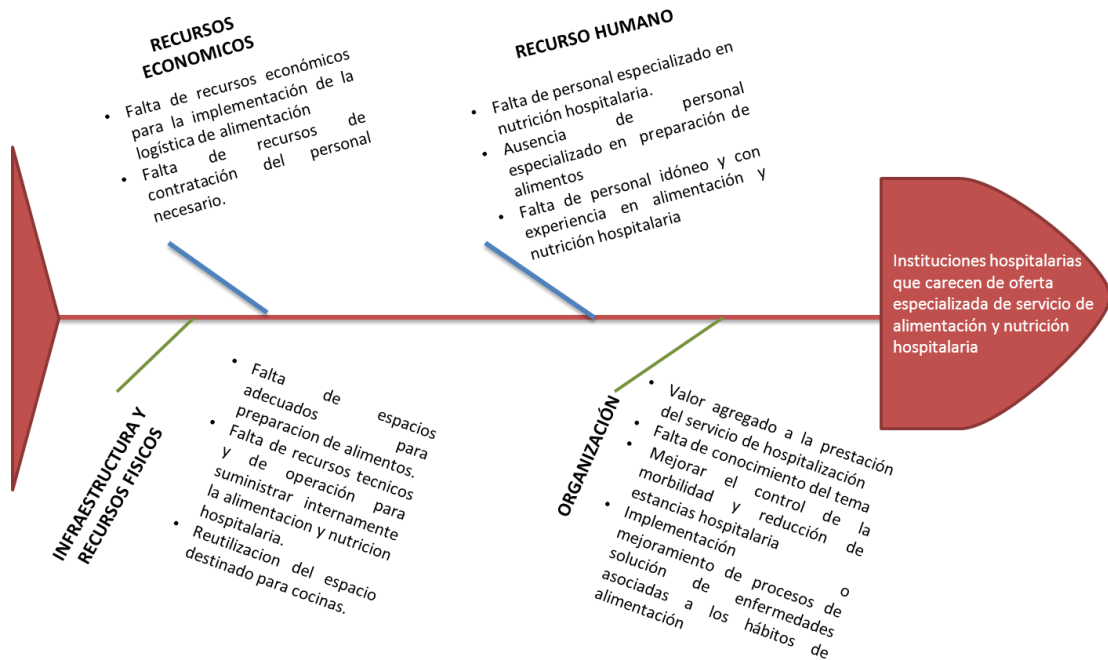 RECURSOS
ECONOMICOS
• Falta de recursos económicos
para la implementación de la
logística de alimentación
• Falta de recursos de
contratación del personal
necesario.
RECURSO HUMANO
• Falta de personal especializado en
nutrición hospitalaria.
• Ausencia de personal
especializado en preparación de
alimentos
• Falta de personal idóneo y con
experiencia en alimentación y
nutrición hospitalaria
Instituciones hospitalarias
que carecen de oferta
especializada de servicio de
alimentación y nutrición
hospitalaria
INFRAESTRUCTURA Y
RECURSOS FISICOS
• Falta de espacios
adecuados para
preparacion de alimentos.
• Falta de recursos tecnicos
y de operación para
suministrar internamente
la alimentacion y nutricion
hospitalaria.
• Reutilizacion del espacio
destinado para cocinas.
ORGANIZACIÓN
• Valor agregado a la prestación
del servicio de hospitalización
• Falta de conocimiento del tema
• Mejorar el control de la
morbilidad y reducción de
estancias hospitalaria
• Implementación o
mejoramiento de procesos de
solución de enfermedades
asociadas a los hábitos de
alimentación